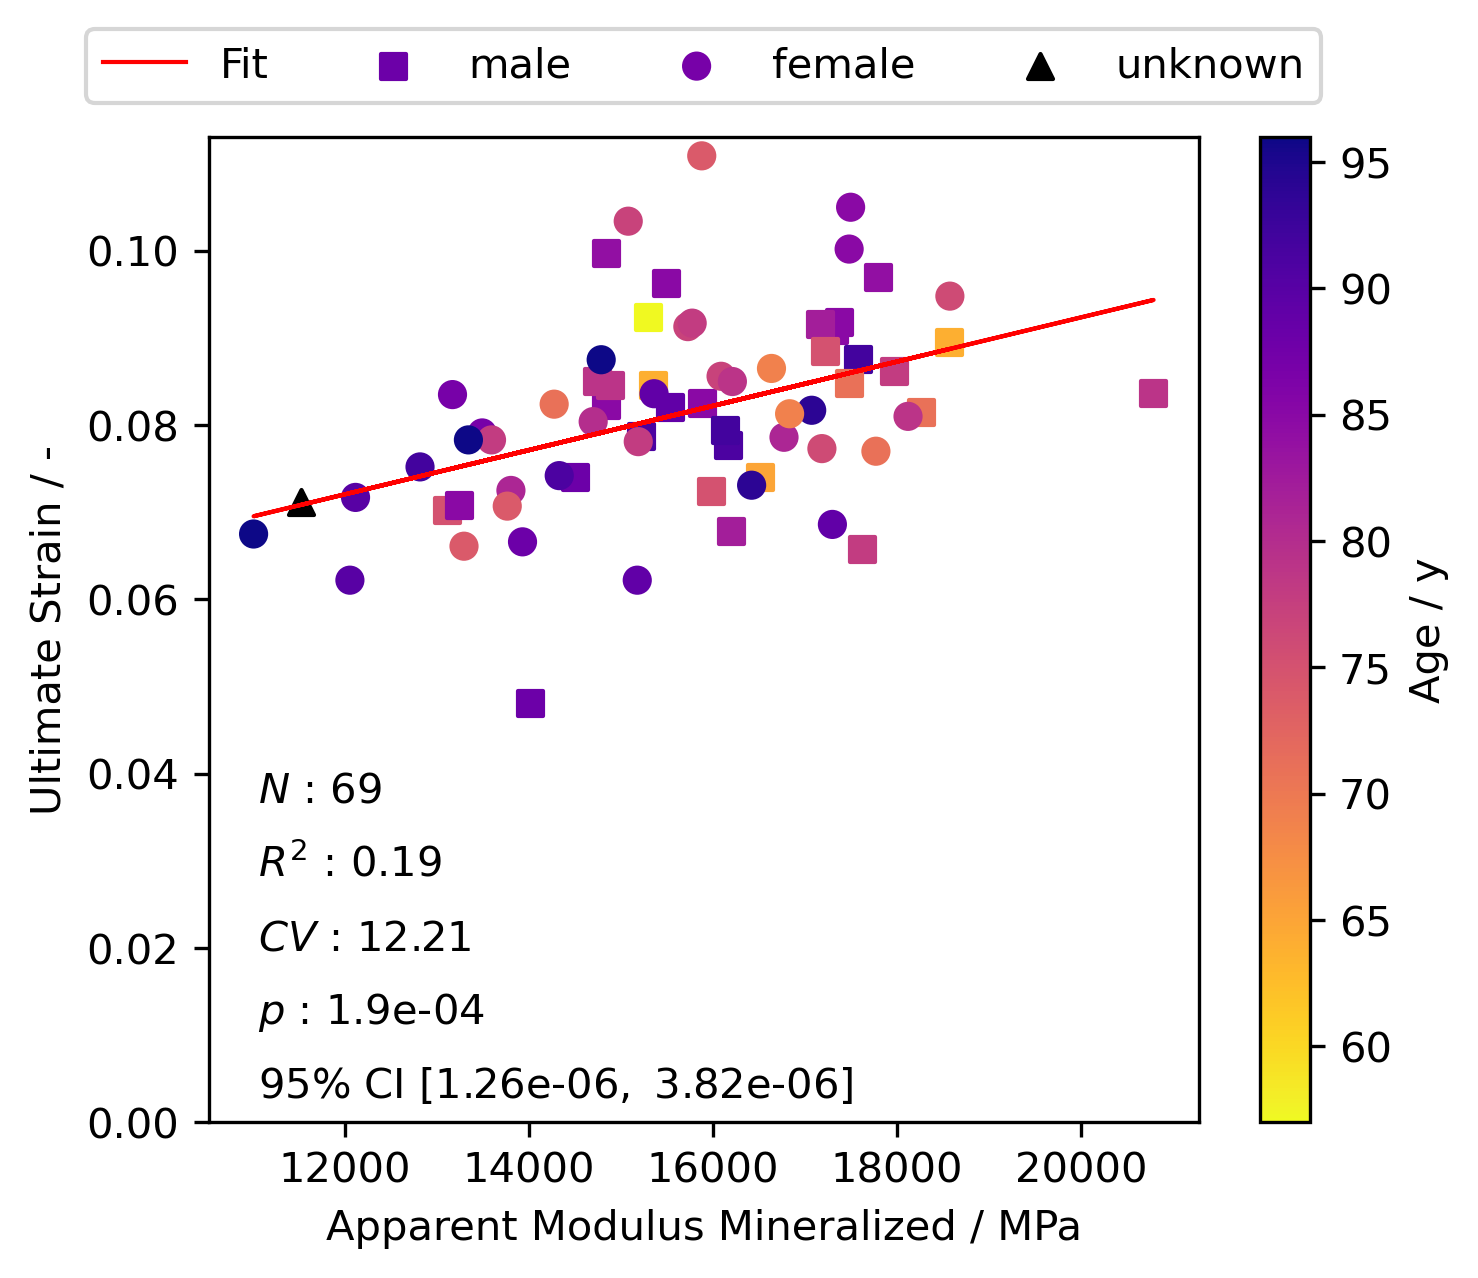 Fit male female unknown
0.10
0.08
0.06
0.04
0.02
0.00
Ultimate Strain / -
N : 69
R² : 0.19
CV : 12.21
p : 1.9e-04
95% CI [1.26e-06, 3.82e-06]
12000 14000 16000 18000 20000
Apparent Modulus Mineralized / MPa
95
90
85
80
75
70
65
60
Age / y